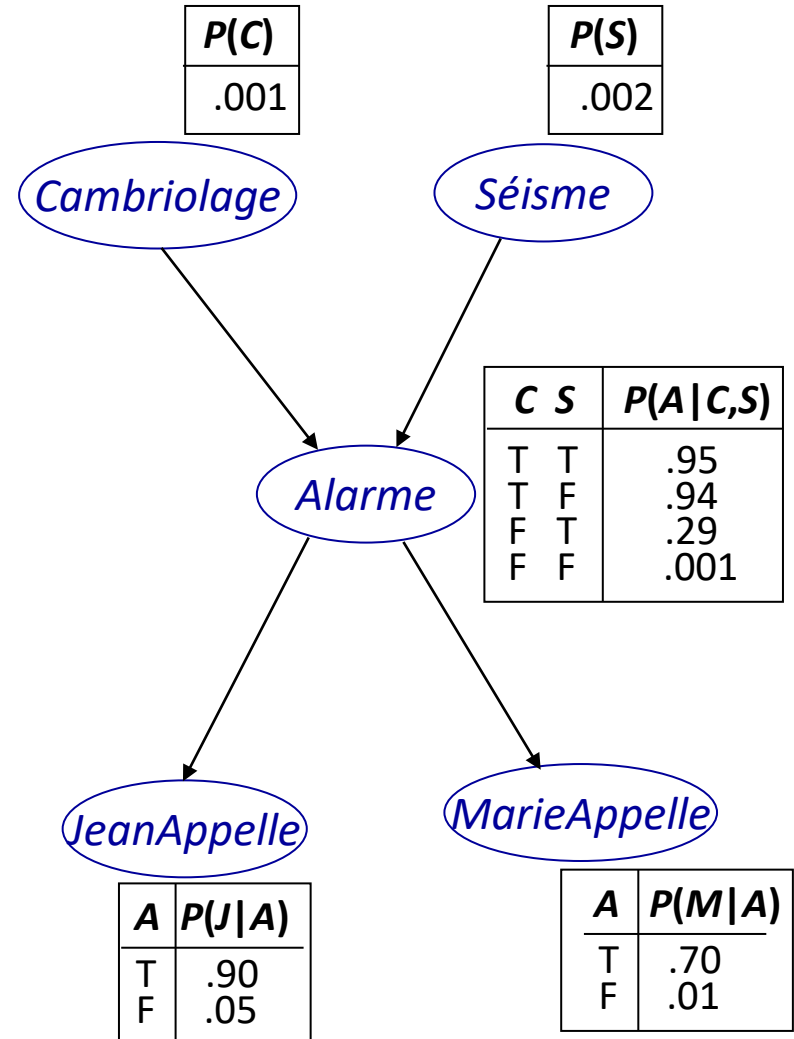 P(C)
.001
P(S)
.002
Cambriolage
Séisme
C S P(A|C,S)
T T .95
T F .94
F T .29
F F .001
Alarme
JeanAppelle
MarieAppelle
A P(J|A)
T .90
F .05
A P(M|A)
T .70
F .01